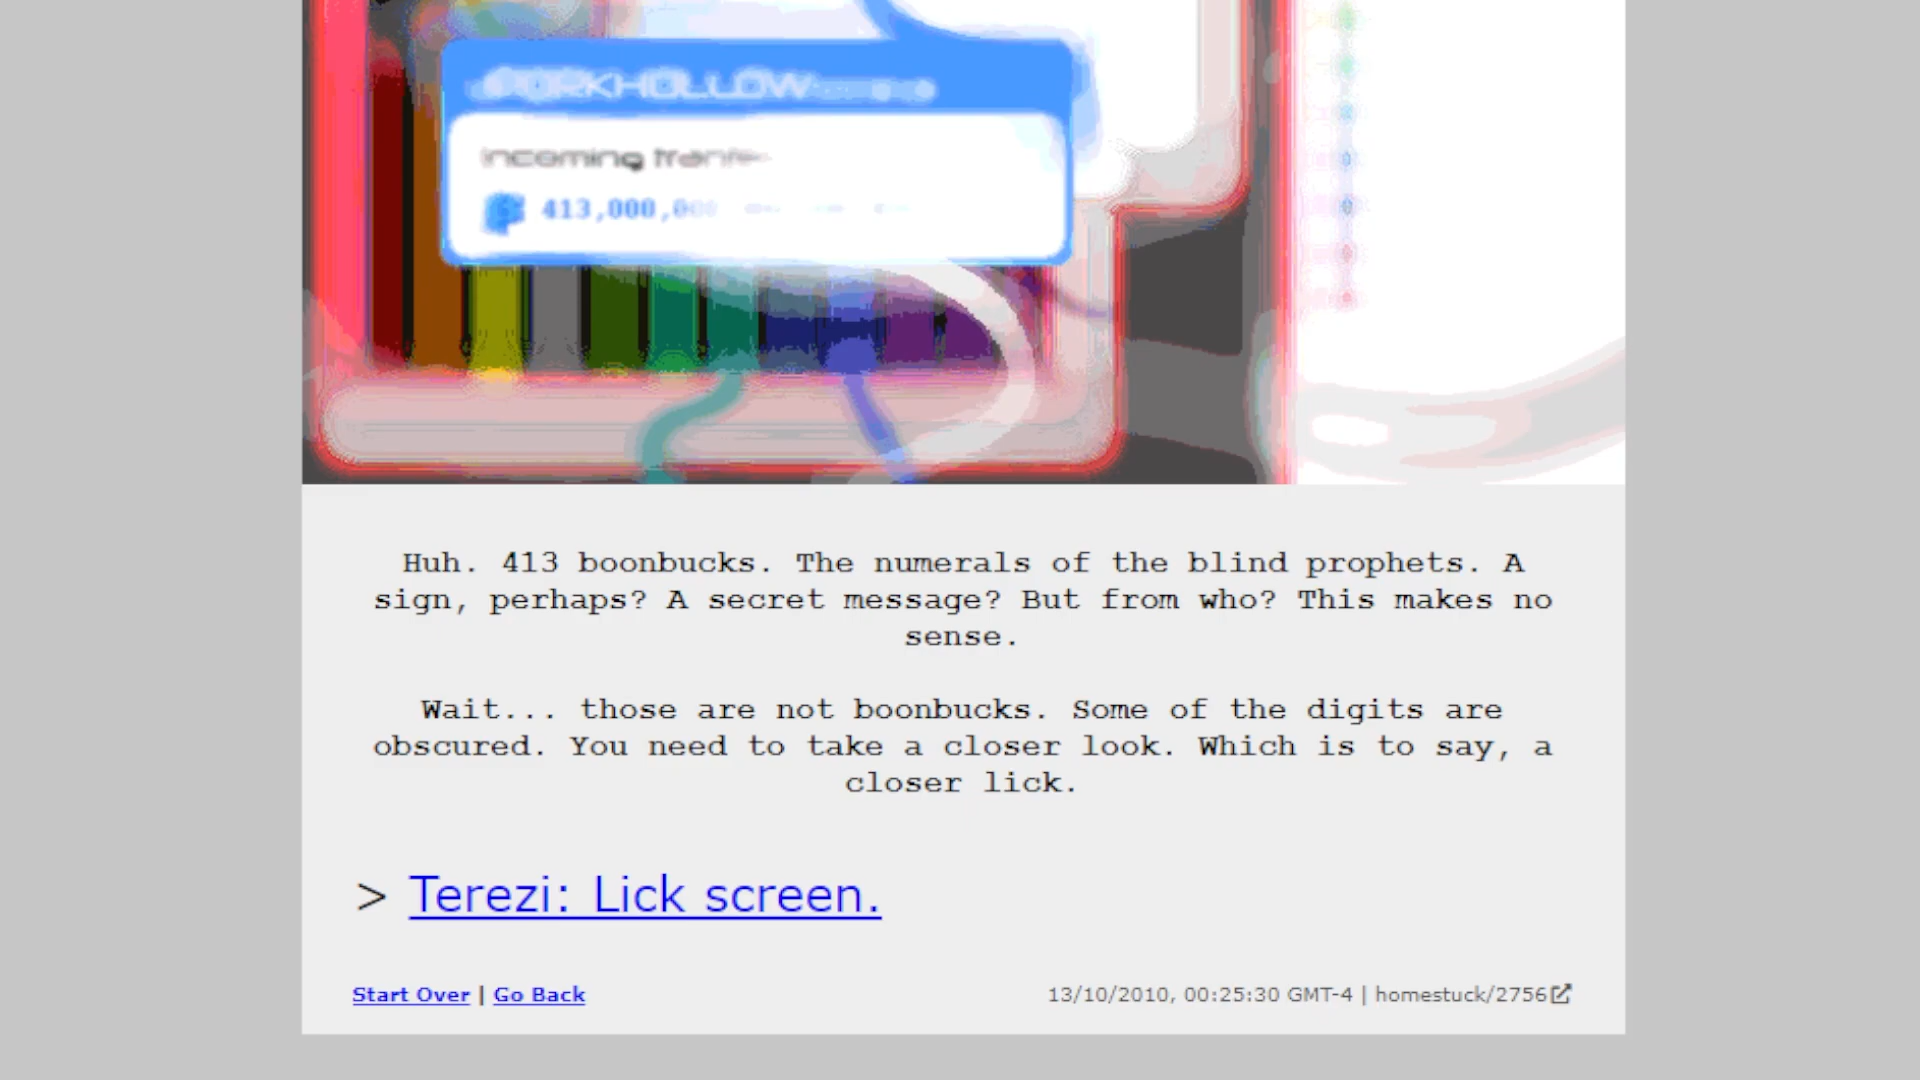 Incoming
413,000,
Huh. 413 boonbucks. The numerals of the blind prophets. A
sign, perhaps? A secret message? But from who? This makes no
sense.
Wait... those are not boonbucks. Some of the digits are
obscured. You need to take a closer look. Which is to say, a
closer lick.
> Terezi: Lick screen.
Start Over | Go Back
13/10/2010, 00:25:30 GMT-4 | homestuck/2756